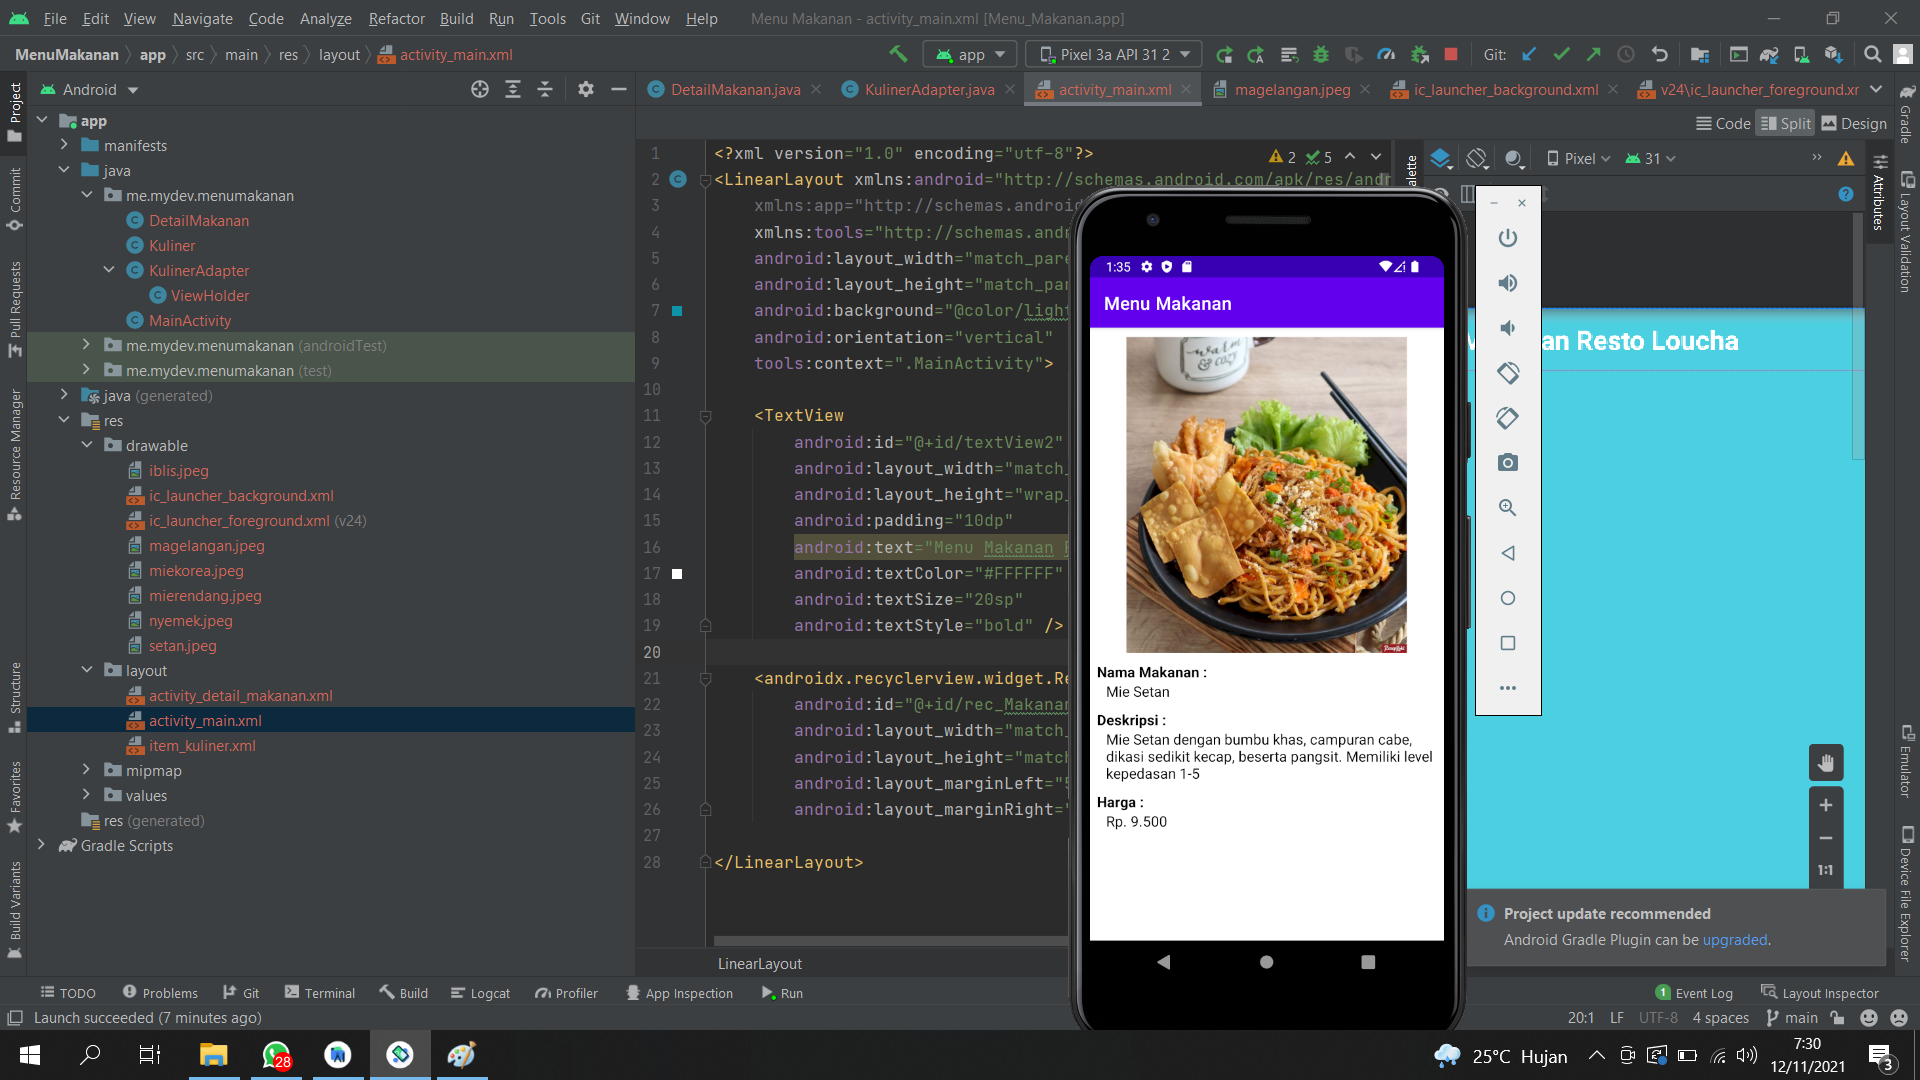 File Edit View Navigate Code Analyze Refactor Build Run Tools Git Window Help Menu Makanan - activity_main.xml [Menu_Makanan.app]
MenuMakanan app src main res layout activity_main.xml app Pixel 3a API 31 2 Git:
Android
DetailMakanan.java KulinerAdapter.java activity_main.xml magelangan.jpeg ic_launcher_background.xml v24\ic_launcher_foreground.xr
Code Split Design
Project
Commit
Pull Requests
Resource Manager
Structure
Favorites
Build Variants
app
manifests
java
me.mydev.menumakanan
DetailMakanan
Kuliner
KulinerAdapter
ViewHolder
MainActivity
me.mydev.menumakanan (androidTest)
me.mydev.menumakanan (test)
java (generated)
res
drawable
iblis.jpeg
ic_launcher_background.xml
ic_launcher_foreground.xml (v24)
magelangan.jpeg
miekorea.jpeg
mierendang.jpeg
nyemek.jpeg
setan.jpeg
layout
activity_detail_makanan.xml
activity_main.xml
item_kuliner.xml
mipmap
values
res (generated)
Gradle Scripts
1 <?xml version="1.0" encoding="utf-8"?>
2 <LinearLayout xmlns:android="http://schemas.android.com/apk/res/andr
3 xmlns:app="http://schemas.android
4 xmlns:tools="http://schemas.andr
5 android:layout_width="match_pare
6 android:layout_height="match_par
7 android:background="@color/light
8 android:orientation="vertical"
9 tools:context=".MainActivity">
10
11 <TextView
12 android:id="@+id/textView2"
13 android:layout_width="match_
14 android:layout_height="wrap_
15 android:padding="10dp"
16 android:text="Menu Makanan R
17 android:textColor="#FFFFFF"
18 android:textSize="20sp"
19 android:textStyle="bold" />
20
21 <androidx.recyclerview.widget.Re
22 android:id="@+id/rec_Makanan
23 android:layout_width="match_
24 android:layout_height="match
25 android:layout_marginLeft="5
26 android:layout_marginRight="
27
28 </LinearLayout>
2 5
LinearLayout
alette
Pixel 31
an Resto Loucha
1:1
1:35
Menu Makanan
warm
& COZY
Nama Makanan :
Mie Setan
Deskripsi :
Mie Setan dengan bumbu khas, campuran cabe,
dikasi sedikit kecap, beserta pangsit. Memiliki level
kepedasan 1-5
Harga :
Rp. 9.500
Project update recommended
Android Gradle Plugin can be upgraded.
Gradle
Attributes
Layout Validation
Emulator
Device File Explorer
TODO Problems Git Terminal Build Logcat Profiler App Inspection Run 1 Event Log Layout Inspector
Launch succeeded (7 minutes ago) 20:1 LF UTF-8 4 spaces main
28
25°C Hujan
7:30
12/11/2021
3